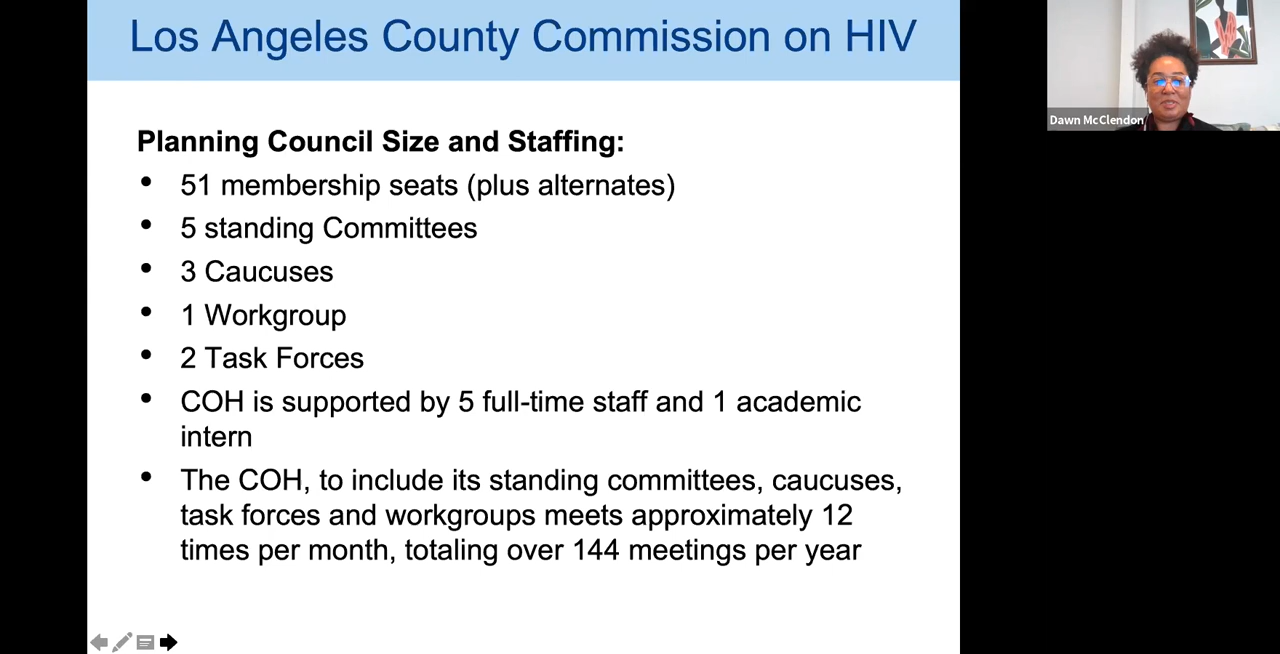 Los Angeles County Commission on HIV
Dawn McClendon
Planning Council Size and Staffing:
• 51 membership seats (plus alternates)
• 5 standing Committees
• 3 Caucuses
• 1 Workgroup
• 2 Task Forces
• COH is supported by 5 full-time staff and 1 academic
intern
• The COH, to include its standing committees, caucuses,
task forces and workgroups meets approximately 12
times per month, totaling over 144 meetings per year